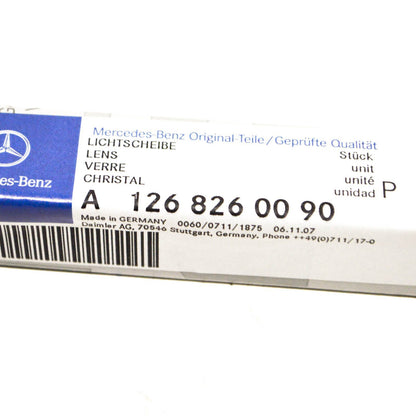 Mercedes-Benz Original-Teile/Geprüfte Qualität
LICHTSCHEIBE Stück
LENS unit
VERRE unité
CHRISTAL unidad P
des-Benz
A 126 826 00 90
Made in GERMANY 0060/0711/1875 06.11.07
Daimler AG, 70546 Stuttgart, Germany, Phone ++49(0)711/17-0